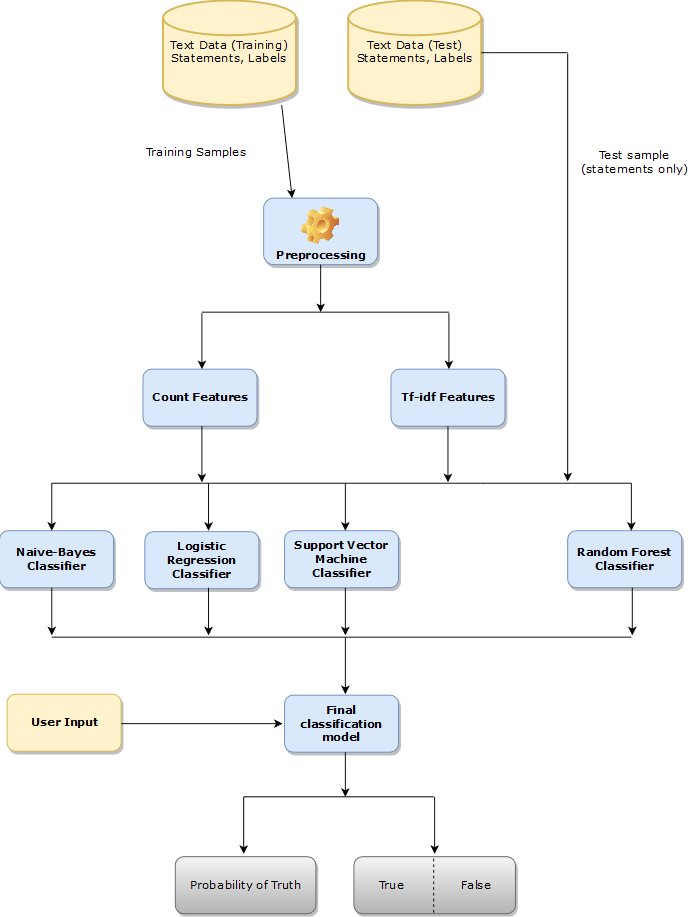 Text Data (Training)
Statements, Labels
Text Data (Test)
Statements, Labels
Training Samples
Test sample
(statements only)
Preprocessing
Count Features
Tf-idf Features
Naive-Bayes
Classifier
Logistic
Regression
Classifier
Support Vector
Machine
Classifier
Random Forest
Classifier
User Input
Final
classification
model
Probability of Truth
True
False